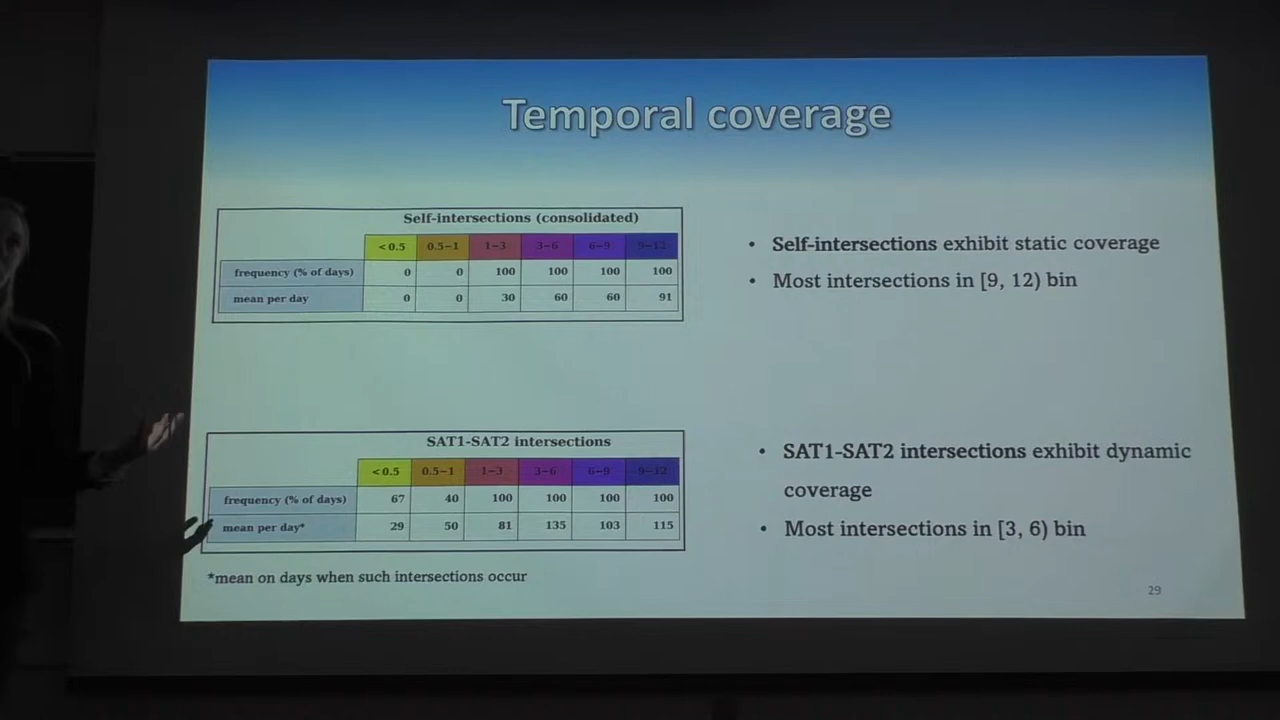 Temporal coverage
Self-intersections (consolidated)
<0.5 0.5–1 1–3 3–6 6–9 9–12
frequency (% of days) 0 0 100 100 100 100
mean per day 0 0 30 60 60 91
• Self-intersections exhibit static coverage
• Most intersections in [9, 12) bin
SAT1-SAT2 intersections
<0.5 0.5–1 1–3 3–6 6–9 9–12
frequency (% of days) 67 40 100 100 100 100
mean per day* 29 50 81 135 103 115
*mean on days when such intersections occur
• SAT1-SAT2 intersections exhibit dynamic
coverage
• Most intersections in [3, 6) bin
29